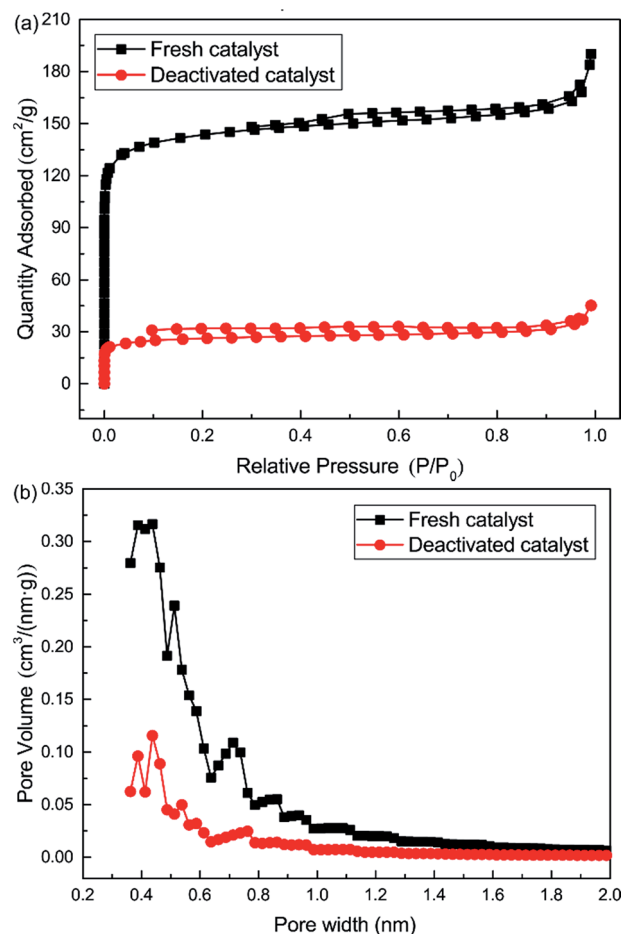 (a)
210
180
150
120
90
60
30
0
Quantity Adsorbed (cm²/g)
Fresh catalyst
Deactivated catalyst
0.0 0.2 0.4 0.6 0.8 1.0
Relative Pressure (P/P₀)
(b)
0.35
0.30
0.25
0.20
0.15
0.10
0.05
0.00
Pore Volume (cm³/(nm·g))
Fresh catalyst
Deactivated catalyst
0.2 0.4 0.6 0.8 1.0 1.2 1.4 1.6 1.8 2.0
Pore width (nm)